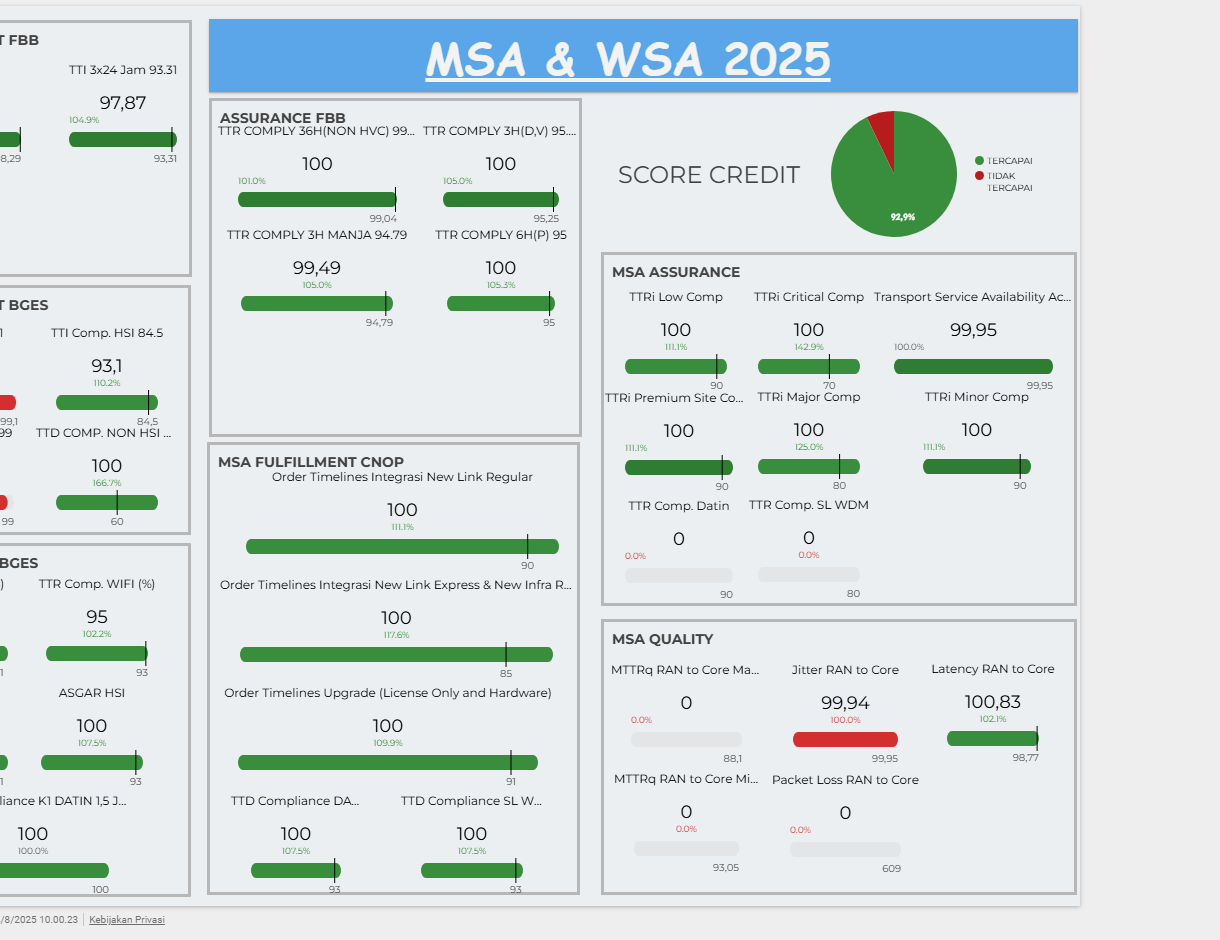 T FBB
TTI 3x24 Jam 93.31
97,87
104.9%
8,29
93,31
T BGES
1
TTI Comp. HSI 84.5
93,1
110.2%
99,1
84,5
99
TTD COMP. NON HSI ...
100
166.7%
99
60
BGES
)
TTR Comp. WIFI (%)
95
102.2%
1
93
ASGAR HSI
100
107.5%
1
93
liance K1 DATIN 1,5 J...
100
100.0%
100
MSA & WSA 2025
ASSURANCE FBB
TTR COMPLY 36H(NON HVC) 99...
TTR COMPLY 3H(D,V) 95....
100
100
101.0%
105.0%
99,04
95,25
TTR COMPLY 3H MANJA 94.79
TTR COMPLY 6H(P) 95
99,49
100
105.0%
105.3%
94,79
95
MSA FULFILLMENT CNOP
Order Timelines Integrasi New Link Regular
100
111.1%
90
Order Timelines Integrasi New Link Express & New Infra R...
100
117.6%
85
Order Timelines Upgrade (License Only and Hardware)
100
109.9%
91
TTD Compliance DA...
TTD Compliance SL W...
100
100
107.5%
107.5%
93
93
SCORE CREDIT
92,9%
TERCAPAI
TIDAK
TERCAPAI
MSA ASSURANCE
TTRi Low Comp
TTRi Critical Comp
Transport Service Availability Ac...
100
100
99,95
111.1%
142.9%
100.0%
90
70
99,95
TTRi Premium Site Co...
TTRi Major Comp
TTRi Minor Comp
100
100
100
111.1%
125.0%
111.1%
90
80
90
TTR Comp. Datin
TTR Comp. SL WDM
0
0
0.0%
0.0%
90
80
MSA QUALITY
MTTRq RAN to Core Ma...
Jitter RAN to Core
Latency RAN to Core
0
99,94
100,83
0.0%
100.0%
102.1%
88,1
99,95
98,77
MTTRq RAN to Core Mi...
Packet Loss RAN to Core
0
0
0.0%
0.0%
93,05
609
/8/2025 10.00.23
Kebijakan Privasi